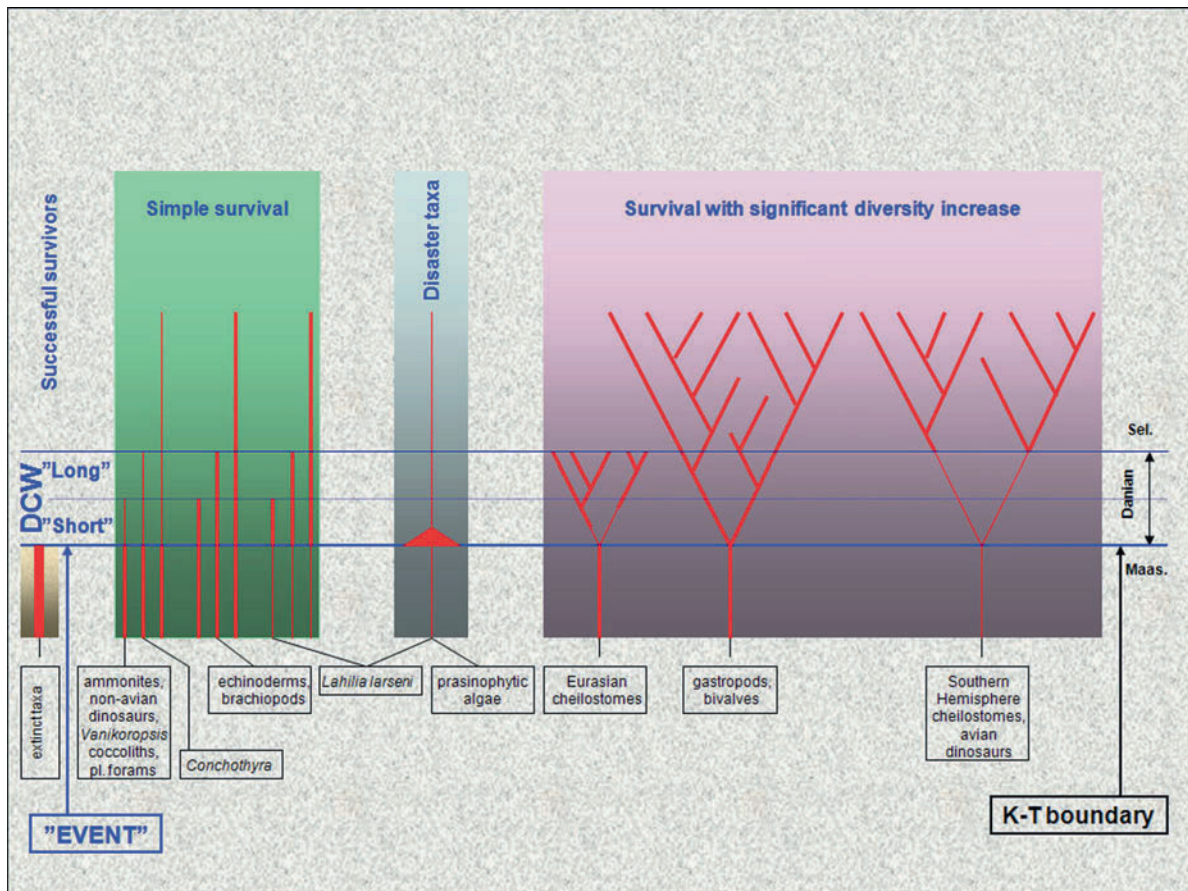 Successful survivors
Simple survival
Disaster taxa
Survival with significant diversity increase
DCW
”Long”
”Short”
Sel.
Danian
Maas.
extinct taxa
ammonites,
non-avian
dinosaurs,
Vanikoropsis
coccoliths,
pl. forams
Conchothyra
echinoderms,
brachiopods
Lahilia larseni
prasinophytic
algae
Eurasian
cheilostomes
gastropods,
bivalves
Southern
Hemisphere
cheilostomes,
avian
dinosaurs
”EVENT”
K-T boundary